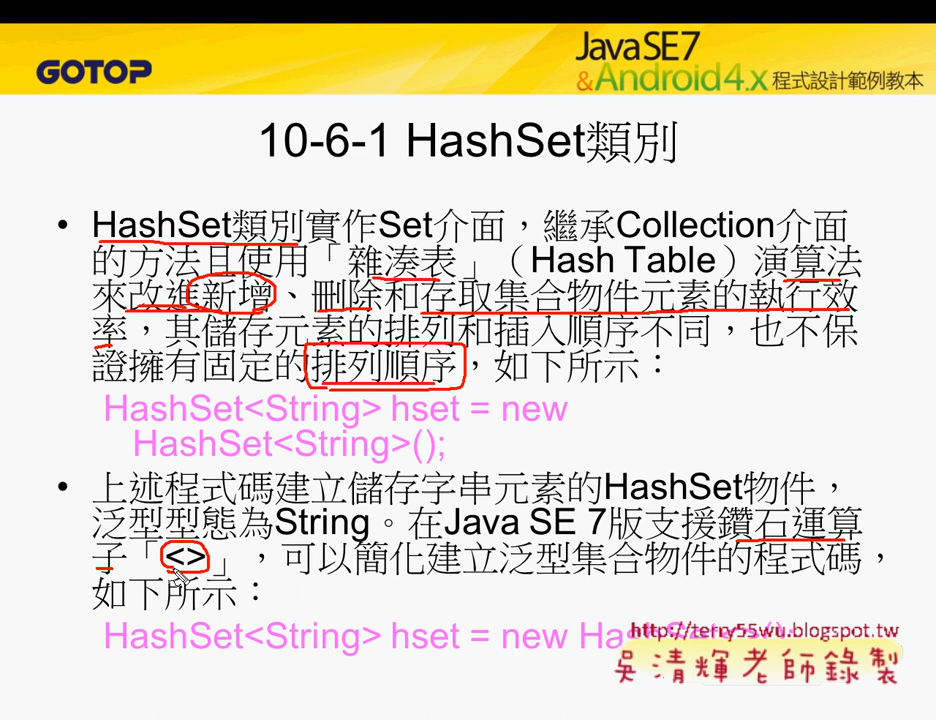 GOTOP
JavaSE7
&Android4.x程式設計範例教本
10-6-1 HashSet類別
• HashSet類別實作Set介面，繼承Collection介面
的方法且使用「雜湊表」（Hash Table）演算法
來改進新增、刪除和存取集合物件元素的執行效
率，其儲存元素的排列和插入順序不同，也不保
證擁有固定的排列順序，如下所示：
HashSet<String> hset = new
HashSet<String>();
• 上述程式碼建立儲存字串元素的HashSet物件，
泛型型態為String。在Java SE 7版支援鑽石運算
子「<>」，可以簡化建立泛型集合物件的程式碼，
如下所示：
HashSet<String> hset = new
http://terry55wu.blogspot.tw
吳清輝老師錄製